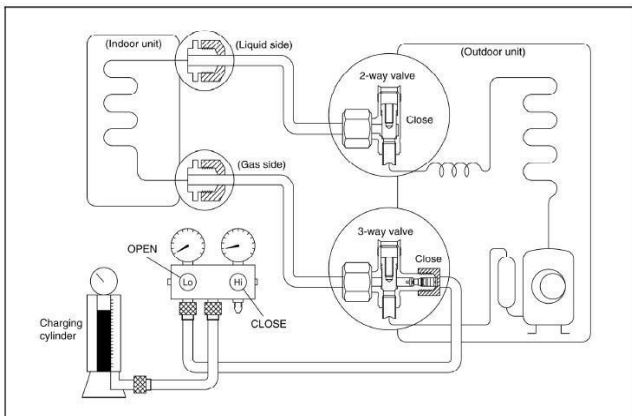 (Indoor unit)
(Liquid side)
(Outdoor unit)
2-way valve
Close
(Gas side)
3-way valve
Close
OPEN
Lo
Hi
CLOSE
Charging
cylinder